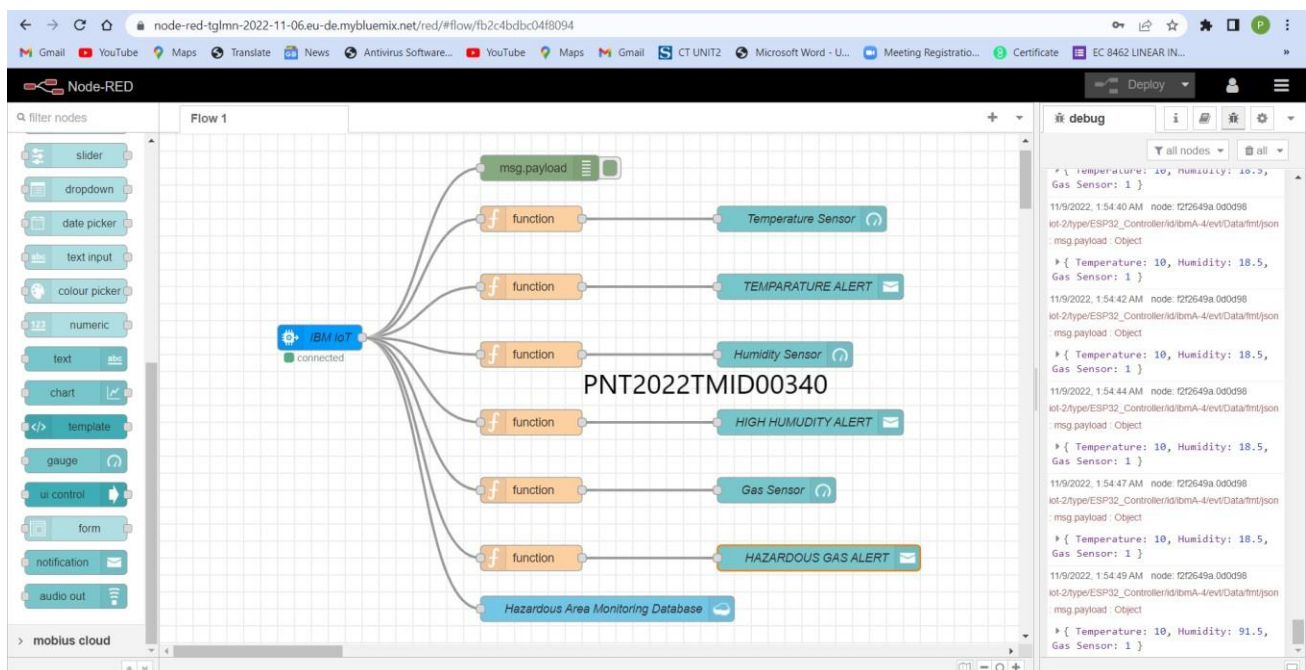 node-red-tglmn-2022-11-06.eu-de.mybluemix.net/red/#flow/fb2c4bdbc04f8094
P
Gmail YouTube Maps Translate News Antivirus Software... YouTube Maps Gmail CT UNIT2 Microsoft Word - U... Meeting Registratio... Certificate EC 8462 LINEAR IN... »
Node-RED
Deploy
filter nodes
slider
dropdown
date picker
text input
abc
colour picker
numeric
123
text
abc
chart
template
</>
gauge
ui control
form
notification
audio out
mobius cloud
Flow 1
msg.payload
f function
Temperature Sensor
f function
TEMPARATURE ALERT
IBM IoT
connected
f function
Humidity Sensor
PNT2022TMID00340
f function
HIGH HUMUDITY ALERT
f function
Gas Sensor
f function
HAZARDOUS GAS ALERT
Hazardous Area Monitoring Database
debug
i
all nodes
all
{ Temperature: 10, Humidity: 18.5,
Gas Sensor: 1 }
11/9/2022, 1:54:40 AM node: f2f2649a.0d0d98
iot-2/type/ESP32_Controller/id/ibmA-4/evt/Data/fmt/json
: msg.payload : Object
{ Temperature: 10, Humidity: 18.5,
Gas Sensor: 1 }
11/9/2022, 1:54:42 AM node: f2f2649a.0d0d98
iot-2/type/ESP32_Controller/id/ibmA-4/evt/Data/fmt/json
: msg.payload : Object
{ Temperature: 10, Humidity: 18.5,
Gas Sensor: 1 }
11/9/2022, 1:54:44 AM node: f2f2649a.0d0d98
iot-2/type/ESP32_Controller/id/ibmA-4/evt/Data/fmt/json
: msg.payload : Object
{ Temperature: 10, Humidity: 18.5,
Gas Sensor: 1 }
11/9/2022, 1:54:47 AM node: f2f2649a.0d0d98
iot-2/type/ESP32_Controller/id/ibmA-4/evt/Data/fmt/json
: msg.payload : Object
{ Temperature: 10, Humidity: 18.5,
Gas Sensor: 1 }
11/9/2022, 1:54:49 AM node: f2f2649a.0d0d98
iot-2/type/ESP32_Controller/id/ibmA-4/evt/Data/fmt/json
: msg.payload : Object
{ Temperature: 10, Humidity: 91.5,
Gas Sensor: 1 }